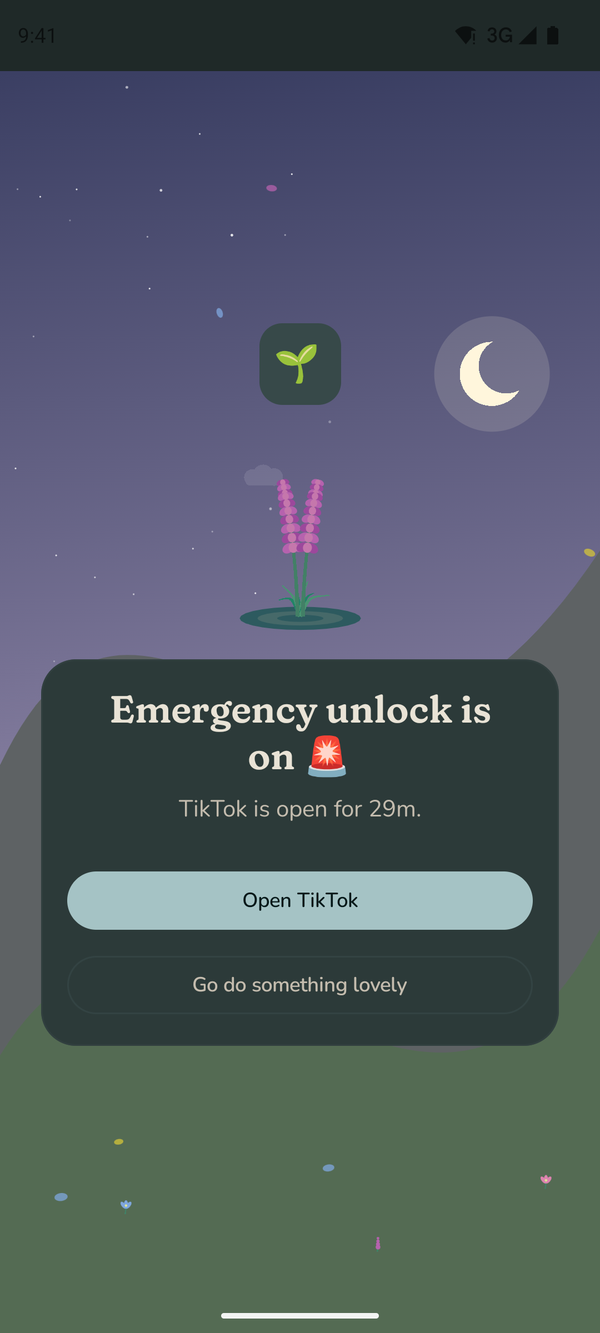 9:41
3G
Emergency unlock is
on 🚨
TikTok is open for 29m.
Open TikTok
Go do something lovely